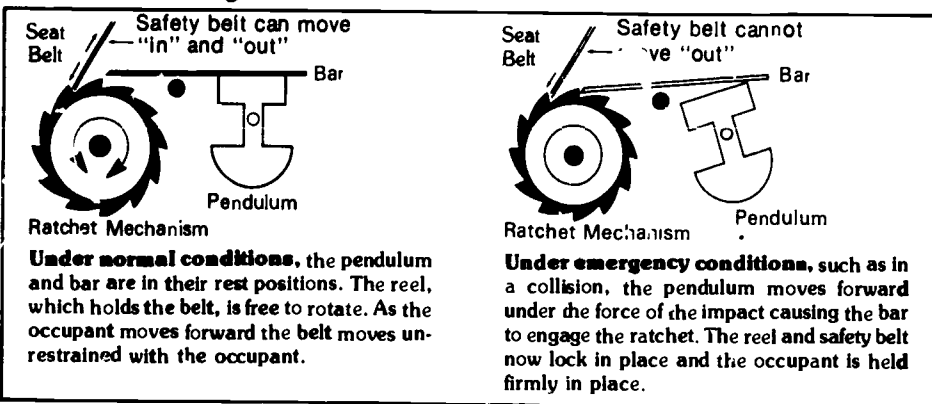 Seat
Belt
Safety belt can move
"in" and "out"
Bar
Pendulum
Ratchet Mechanism
Under normal conditions, the pendulum
and bar are in their rest positions. The reel,
which holds the belt, is free to rotate. As the
occupant moves forward the belt moves un-
restrained with the occupant.
Seat
Belt
Safety belt cannot
"out"
Bar
Pendulum
Ratchet Mechanism
Under emergency conditions, such as in
a collision, the pendulum moves forward
under the force of the impact causing the bar
to engage the ratchet. The reel and safety belt
now lock in place and the occupant is held
firmly in place.